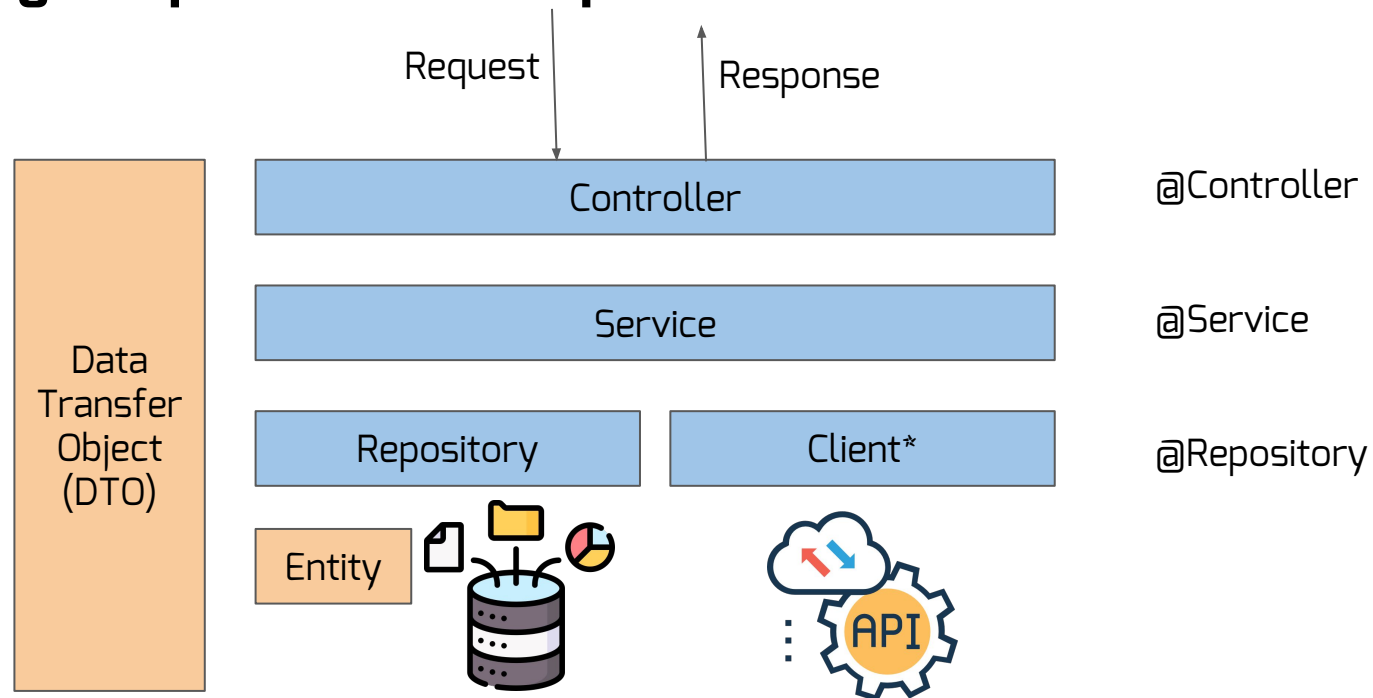 Request
Response
Controller
@Controller
Service
@Service
Data
Transfer
Object
(DTO)
Repository
Client*
@Repository
Entity
API